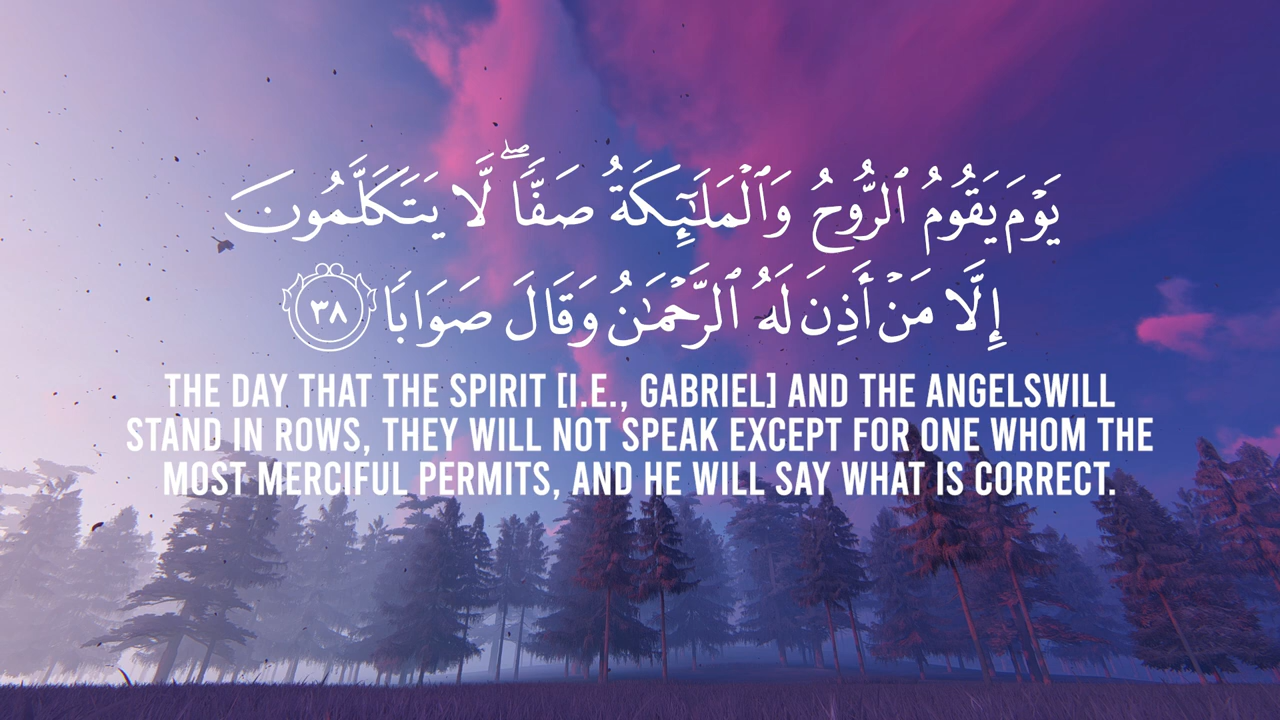 يَوْمَ يَقُومُ ٱلرُّوحُ وَٱلْمَلَـٰٓئِكَةُ صَفًّا ۖ لَّا يَتَكَلَّمُونَ
إِلَّا مَنْ أَذِنَ لَهُ ٱلرَّحْمَـٰنُ وَقَالَ صَوَابًا ٣٨
THE DAY THAT THE SPIRIT [I.E., GABRIEL] AND THE ANGELSWILL
STAND IN ROWS, THEY WILL NOT SPEAK EXCEPT FOR ONE WHOM THE
MOST MERCIFUL PERMITS, AND HE WILL SAY WHAT IS CORRECT.